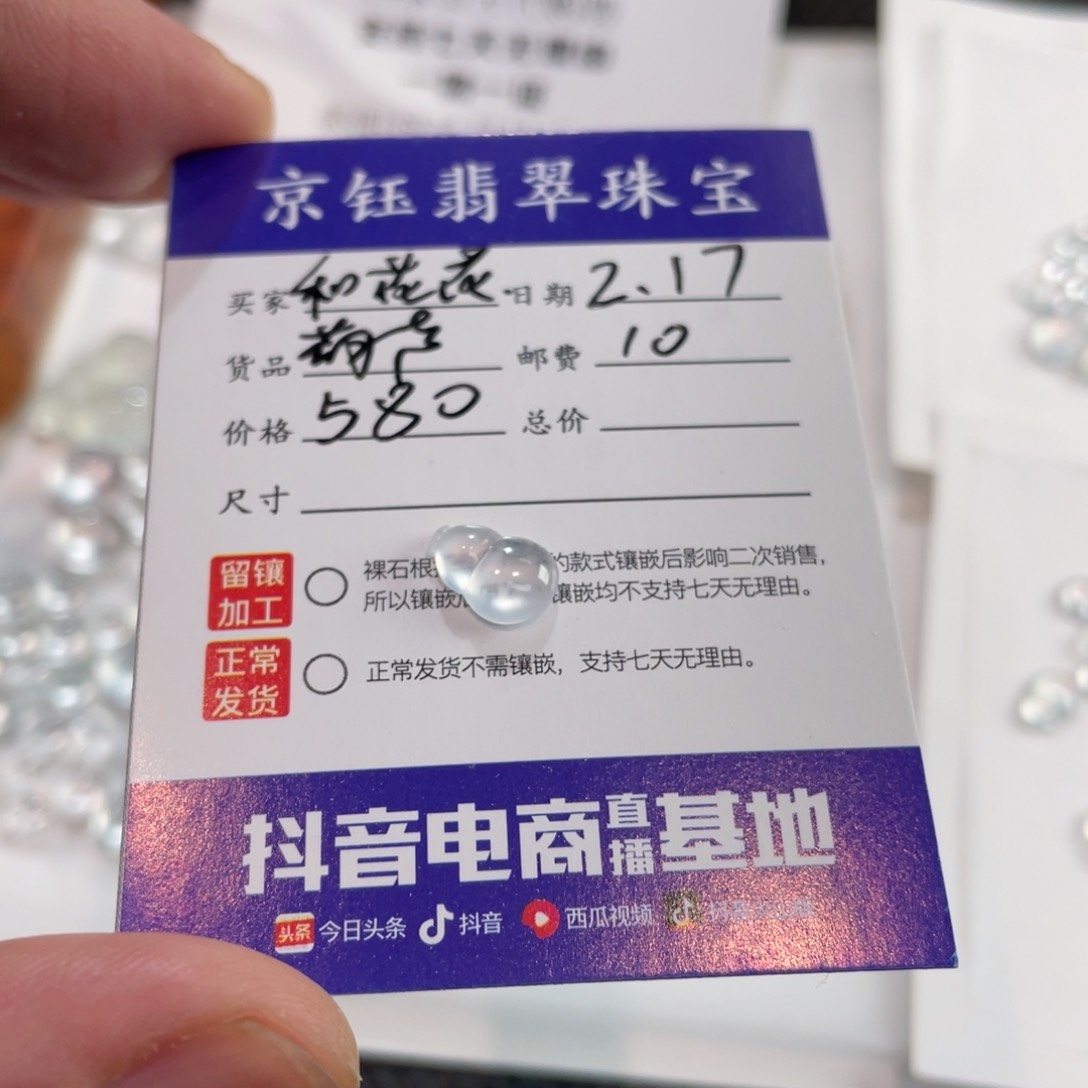 京钰翡翠珠宝
买家 和花花 日期 2.17
货品 葫芦 邮费 10
价格 580 总价
尺寸
留镶加工 裸石根 的款式镶嵌后影响二次销售，
所以镶嵌 镶嵌均不支持七天无理由。
正常发货 正常发货不需镶嵌，支持七天无理由。
抖音电商直播基地
头条 今日头条 抖音 西瓜视频